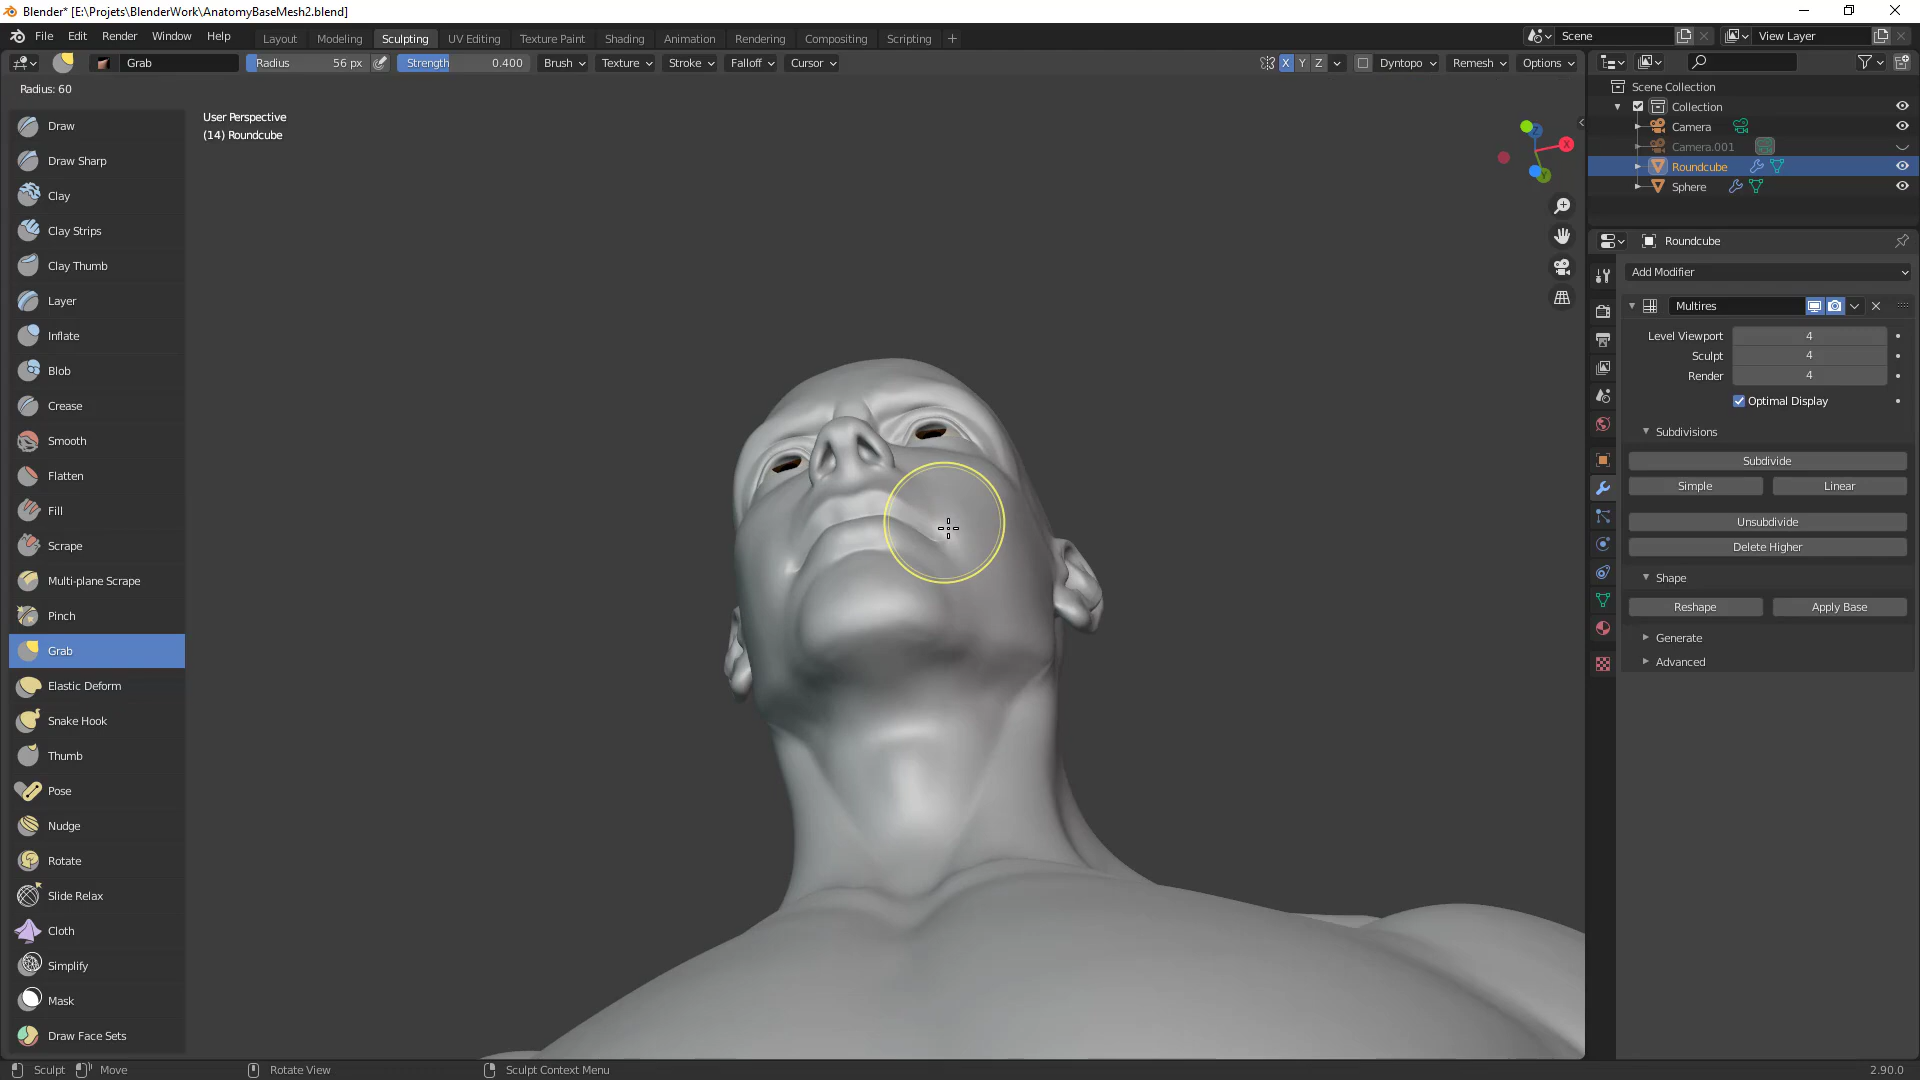 Blender* [E:\Projets\BlenderWork\AnatomyBaseMesh2.blend]
File Edit Render Window Help Layout Modeling Sculpting UV Editing Texture Paint Shading Animation Rendering Compositing Scripting + Scene View Layer
Grab Radius 56 px Strength 0.400 Brush Texture Stroke Falloff Cursor X Y Z Dyntopo Remesh Options
Radius: 60
User Perspective
(14) Roundcube
Draw
Draw Sharp
Clay
Clay Strips
Clay Thumb
Layer
Inflate
Blob
Crease
Smooth
Flatten
Fill
Scrape
Multi-plane Scrape
Pinch
Grab
Elastic Deform
Snake Hook
Thumb
Pose
Nudge
Rotate
Slide Relax
Cloth
Simplify
Mask
Draw Face Sets
Z
X
Y
Scene Collection
Collection
Camera
Camera.001
Roundcube
Sphere
Roundcube
Add Modifier
Multires
Level Viewport 4
Sculpt 4
Render 4
Optimal Display
Subdivisions
Subdivide
Simple Linear
Unsubdivide
Delete Higher
Shape
Reshape Apply Base
Generate
Advanced
Sculpt Move Rotate View Sculpt Context Menu 2.90.0